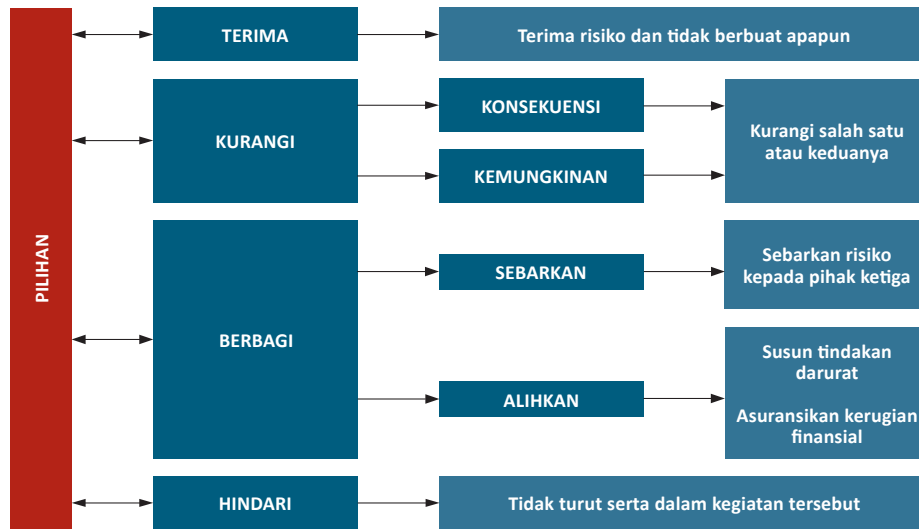 PILIHAN
TERIMA
Terima risiko dan tidak berbuat apapun
KURANGI
KONSEKUENSI
KEMUNGKINAN
Kurangi salah satu
atau keduanya
BERBAGI
SEBARKAN
Sebarkan risiko
kepada pihak ketiga
ALIHKAN
Susun tindakan
darurat
Asuransikan kerugian
finansial
HINDARI
Tidak turut serta dalam kegiatan tersebut